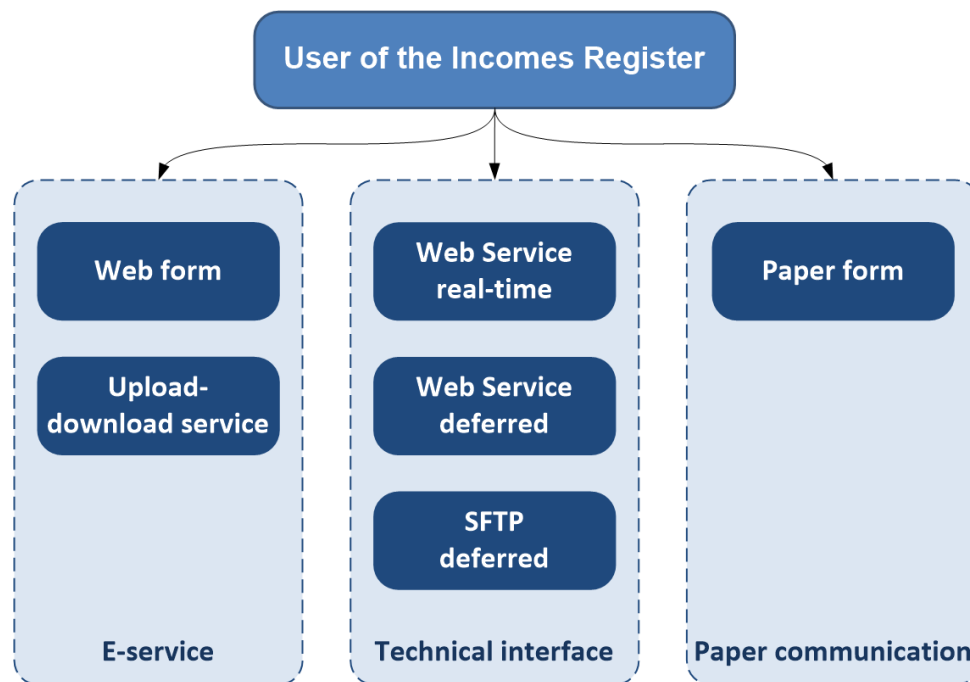 User of the Incomes Register
Web form
Upload-
download service
E-service
Web Service
real-time
Web Service
deferred
SFTP
deferred
Technical interface
Paper form
Paper communication